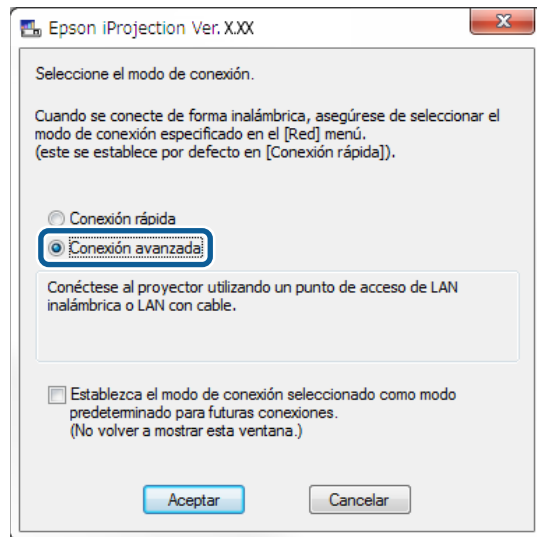 Epson iProjection Ver. X.XX
Seleccione el modo de conexión.
Cuando se conecte de forma inalámbrica, asegúrese de seleccionar el
modo de conexión especificado en el [Red] menú.
(este se establece por defecto en [Conexión rápida]).
Conexión rápida
Conexión avanzada
Conéctese al proyector utilizando un punto de acceso de LAN
inalámbrica o LAN con cable.
Establezca el modo de conexión seleccionado como modo
predeterminado para futuras conexiones.
(No volver a mostrar esta ventana.)
Aceptar
Cancelar